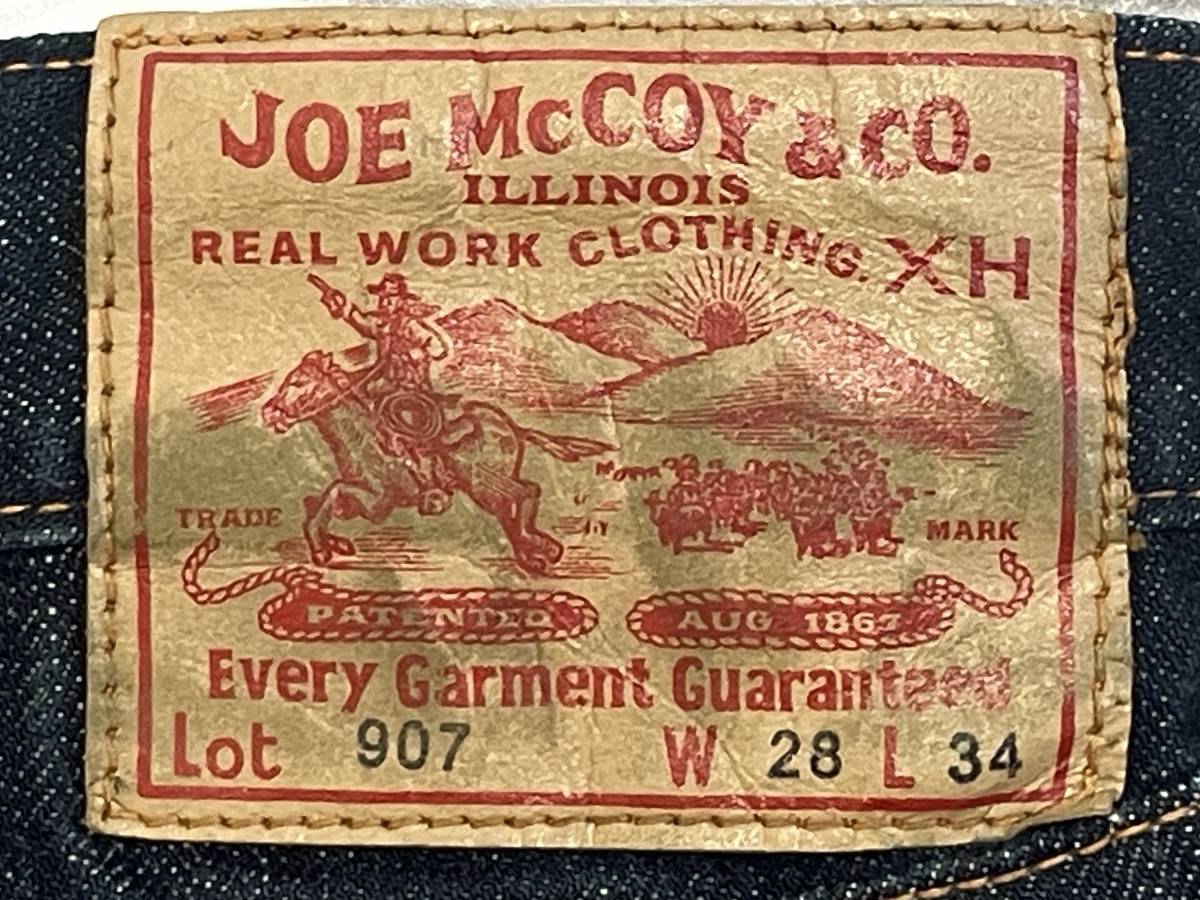 JOE McCOY & CO.
ILLINOIS
REAL WORK CLOTHING. XH
TRADE MARK
PATENTED AUG 1867
Every Garment Guaranteed
Lot 907 W 28 L 34